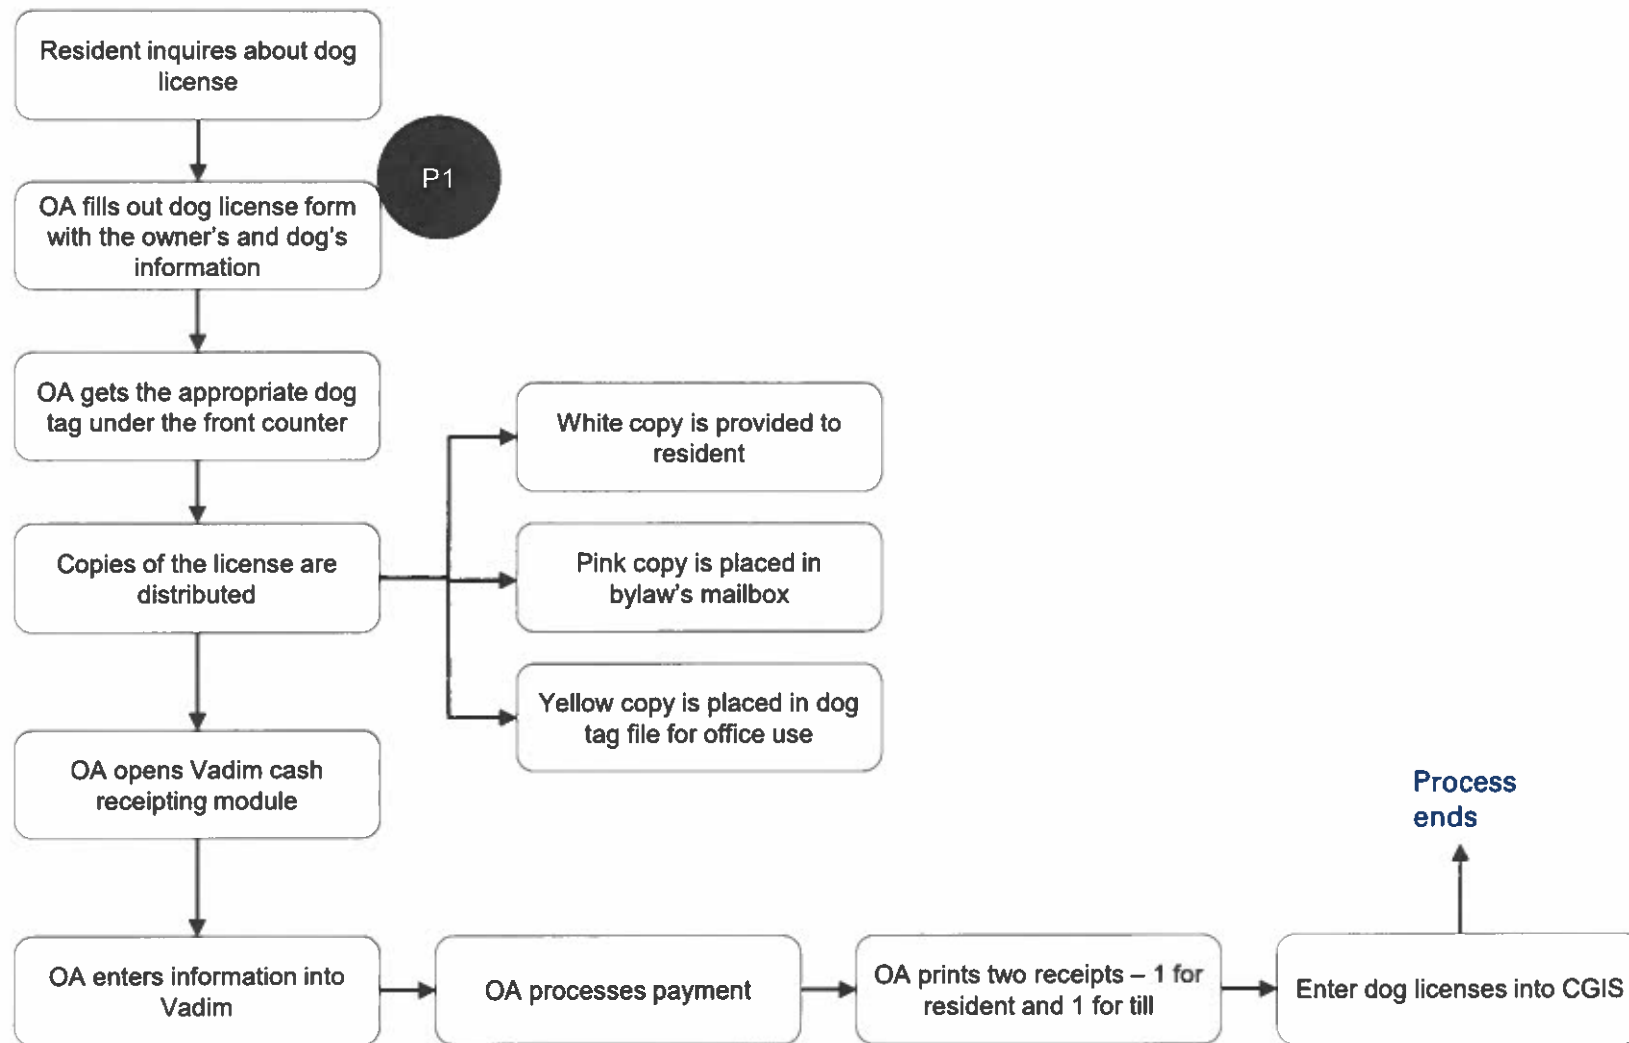 Resident inquires about dog
license
P1
OA fills out dog license form
with the owner's and dog's
information
OA gets the appropriate dog
tag under the front counter
Copies of the license are
distributed
White copy is provided to
resident
Pink copy is placed in
bylaw's mailbox
Yellow copy is placed in dog
tag file for office use
OA opens Vadim cash
receipting module
OA enters information into
Vadim
OA processes payment
OA prints two receipts – 1 for
resident and 1 for till
Enter dog licenses into CGIS
Process
ends